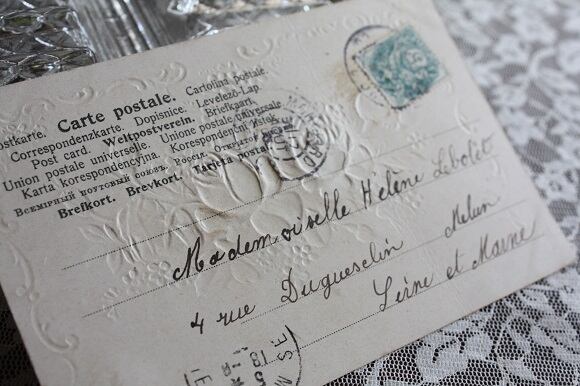 Carte postale. Cartolina postale.
Correspondenzkarte. Dopisnice. Levelező-Lap.
Post card. Weltpostverein. Briefkaart.
Union postale universelle. Unione postale universale
Karta korespondencyjna. Korespondenční lístek.
Всемірный почтовый союзъ. Россія. Открытое
Brefkort. Brevkort. Tarjeta postal
Mademoiselle Hélène Lebolet
4 rue Duguesclin Melun
Seine et Marne